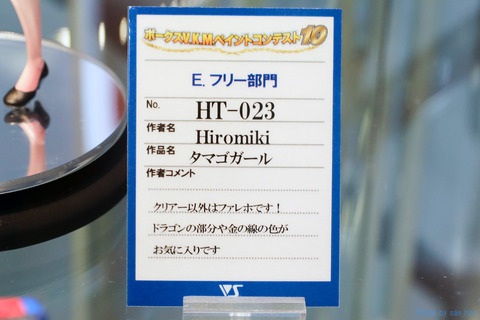 ボークスV.K.Mペイントコンテスト10
E. フリー部門
No. HT-023
作者名 Hiromiki
作品名 タマゴガール
作者コメント
クリアー以外はファレホです！
ドラゴンの部分や金の線の色が
お気に入りです
VS